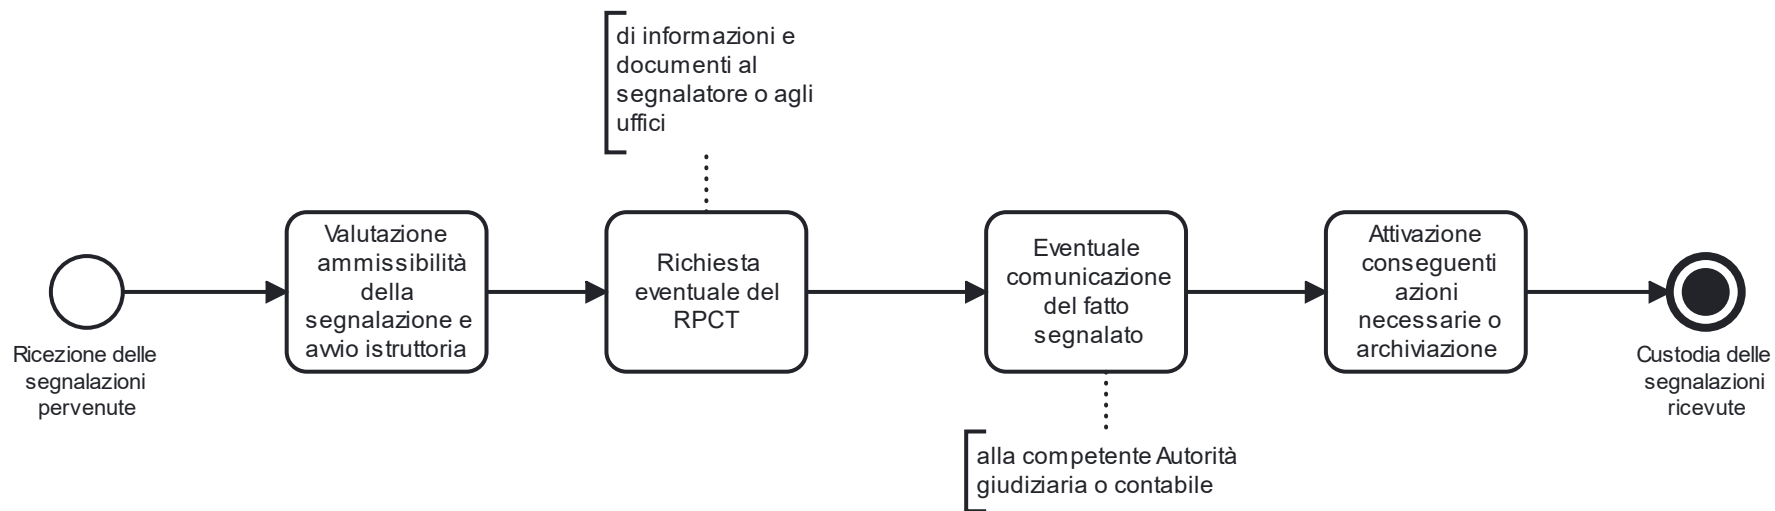 di informazioni e
documenti al
segnalatore o agli
uffici
Ricezione delle
segnalazioni
pervenute
Valutazione
ammissibilità
della
segnalazione e
avvio istruttoria
Richiesta
eventuale del
RPCT
Eventuale
comunicazione
del fatto
segnalato
Attivazione
conseguenti
azioni
necessarie o
archiviazione
Custodia delle
segnalazioni
ricevute
alla competente Autorità
giudiziaria o contabile